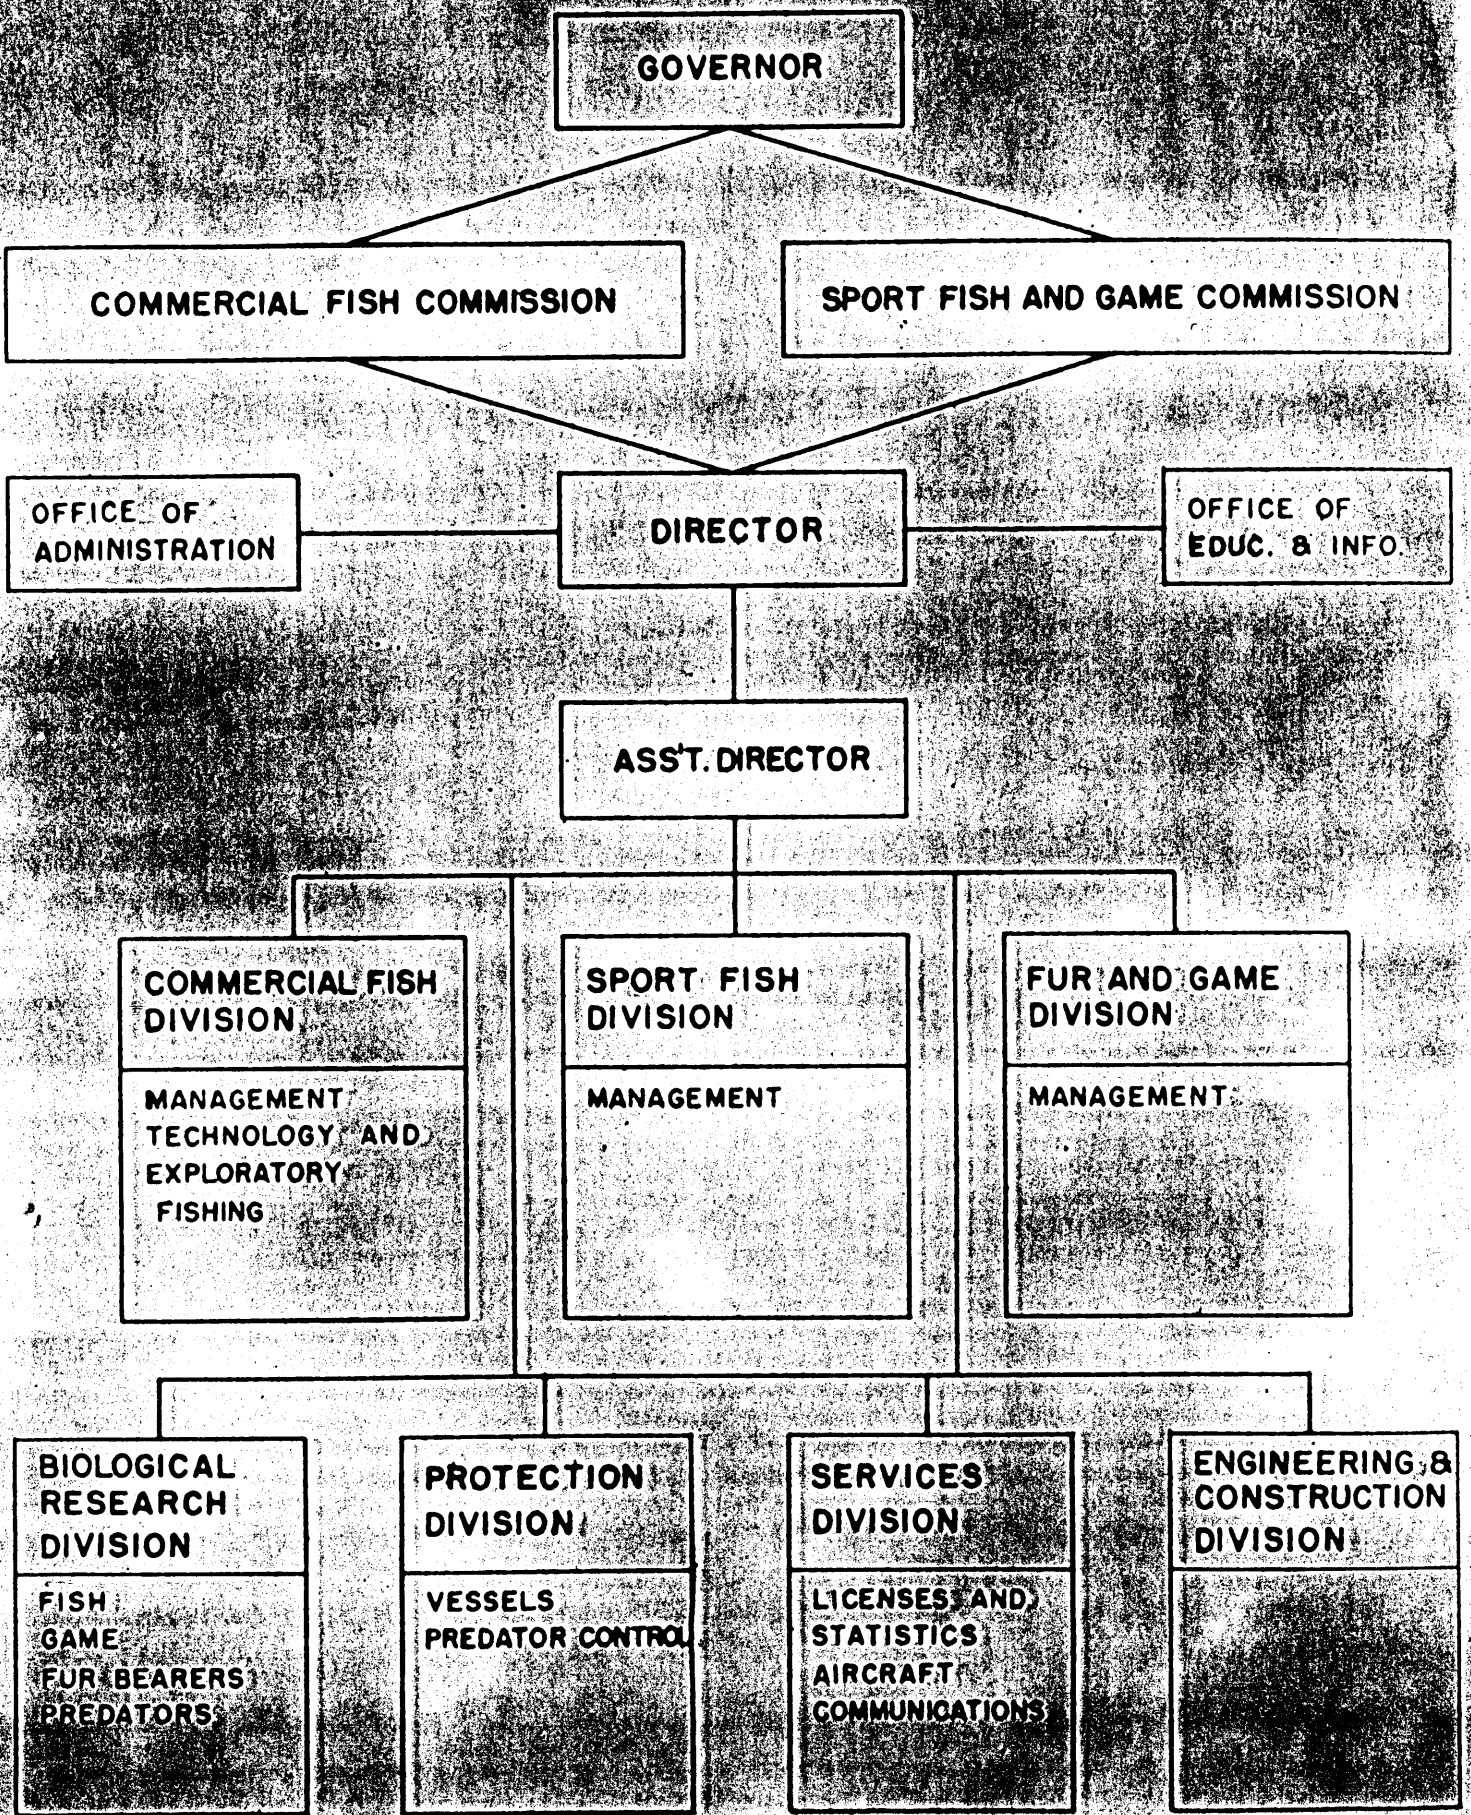 GOVERNOR
COMMERCIAL FISH COMMISSION
SPORT FISH AND GAME COMMISSION
OFFICE OF
ADMINISTRATION
DIRECTOR
OFFICE OF
EDUC. & INFO.
ASS'T. DIRECTOR
COMMERCIAL FISH
DIVISION
MANAGEMENT
TECHNOLOGY AND
EXPLORATORY
FISHING
SPORT FISH
DIVISION
MANAGEMENT
FUR AND GAME
DIVISION
MANAGEMENT
BIOLOGICAL
RESEARCH
DIVISION
FISH
GAME
FUR BEARERS
PREDATORS
PROTECTION
DIVISION
VESSELS
PREDATOR CONTROL
SERVICES
DIVISION
LICENSES AND
STATISTICS
AIRCRAFT
COMMUNICATIONS
ENGINEERING &
CONSTRUCTION
DIVISION